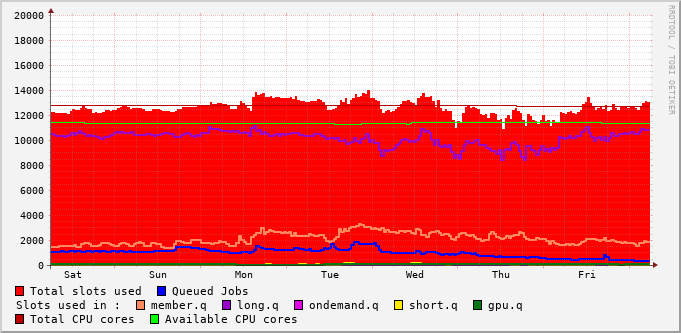 RRDTOOL / TOBI OETIKER
20000
18000
16000
14000
12000
10000
8000
6000
4000
2000
0
Sat Sun Mon Tue Wed Thu Fri
Total slots used Queued Jobs
Slots used in : member.q long.q ondemand.q short.q gpu.q
Total CPU cores Available CPU cores